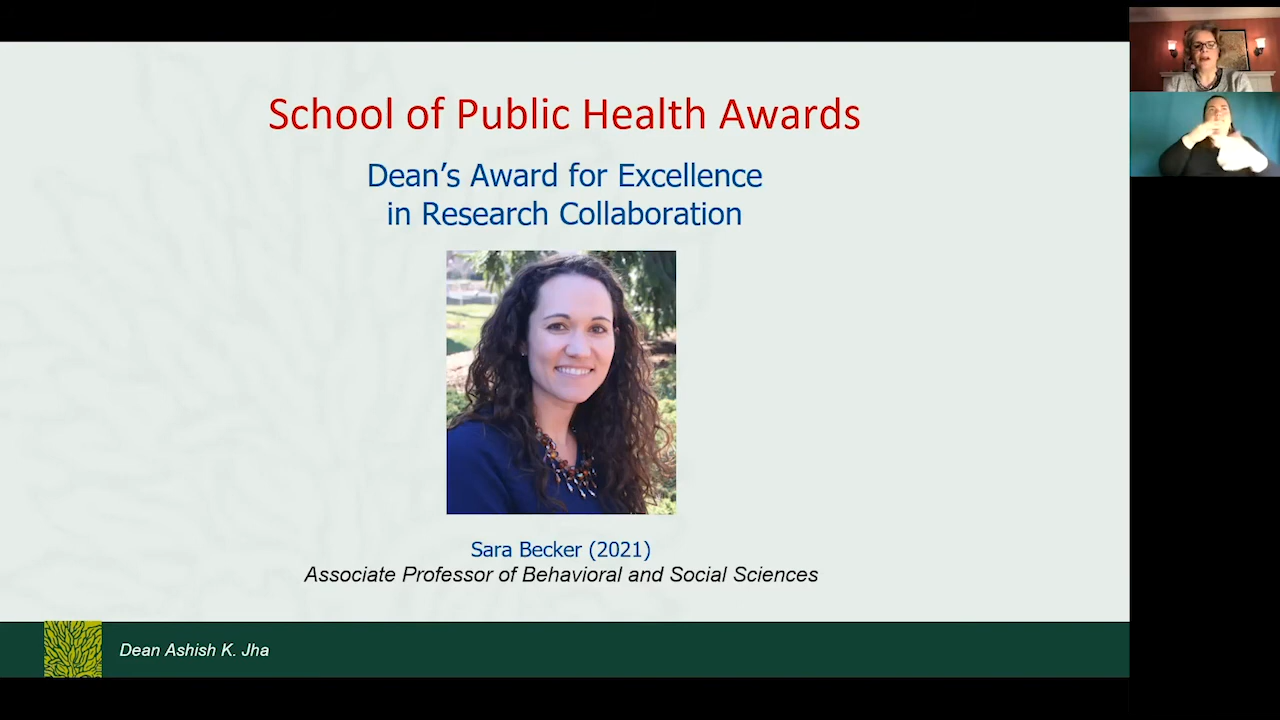 School of Public Health Awards
Dean’s Award for Excellence
in Research Collaboration
Sara Becker (2021)
Associate Professor of Behavioral and Social Sciences
Dean Ashish K. Jha